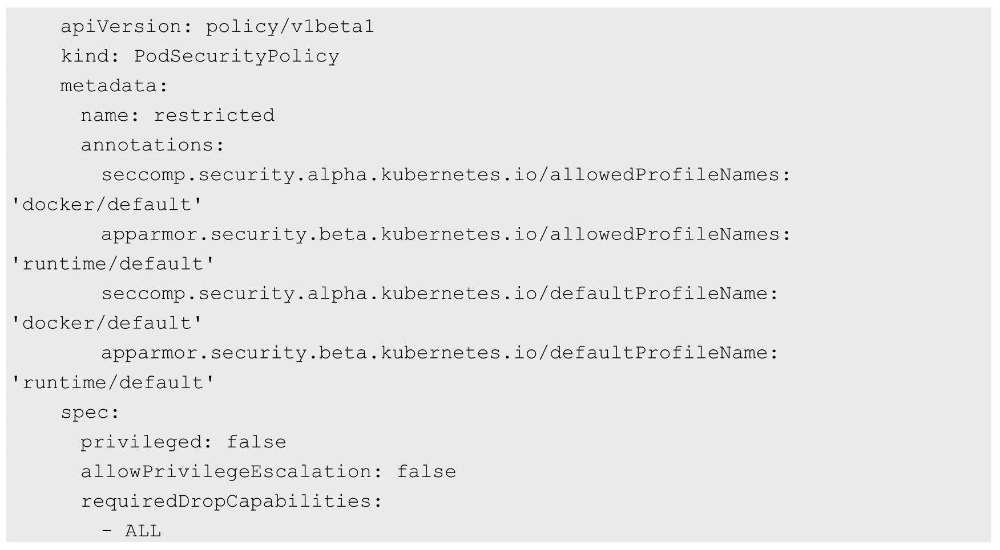 apiVersion: policy/v1beta1
kind: PodSecurityPolicy
metadata:
  name: restricted
  annotations:
    seccomp.security.alpha.kubernetes.io/allowedProfileNames:
'docker/default'
    apparmor.security.beta.kubernetes.io/allowedProfileNames:
'runtime/default'
    seccomp.security.alpha.kubernetes.io/defaultProfileName:
'docker/default'
    apparmor.security.beta.kubernetes.io/defaultProfileName:
'runtime/default'
spec:
  privileged: false
  allowPrivilegeEscalation: false
  requiredDropCapabilities:
    - ALL